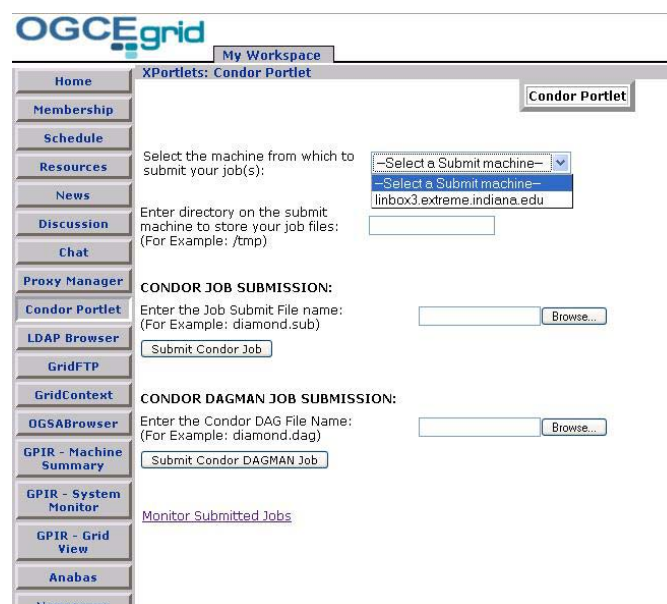 OGCEgrid
My Workspace
XPortlets: Condor Portlet
Condor Portlet
Home
Membership
Schedule
Resources
News
Discussion
Chat
Proxy Manager
Condor Portlet
LDAP Browser
GridFTP
GridContext
OGSABrowser
GPIR - Machine
Summary
GPIR - System
Monitor
GPIR - Grid
View
Anabas
Select the machine from which to
submit your job(s):
--Select a Submit machine--
--Select a Submit machine--
linbox3.extreme.indiana.edu
Enter directory on the submit
machine to store your job files:
(For Example: /tmp)
CONDOR JOB SUBMISSION:
Enter the Job Submit File name:
(For Example: diamond.sub)
Browse...
Submit Condor Job
CONDOR DAGMAN JOB SUBMISSION:
Enter the Condor DAG File Name:
(For Example: diamond.dag)
Browse...
Submit Condor DAGMAN Job
Monitor Submitted Jobs